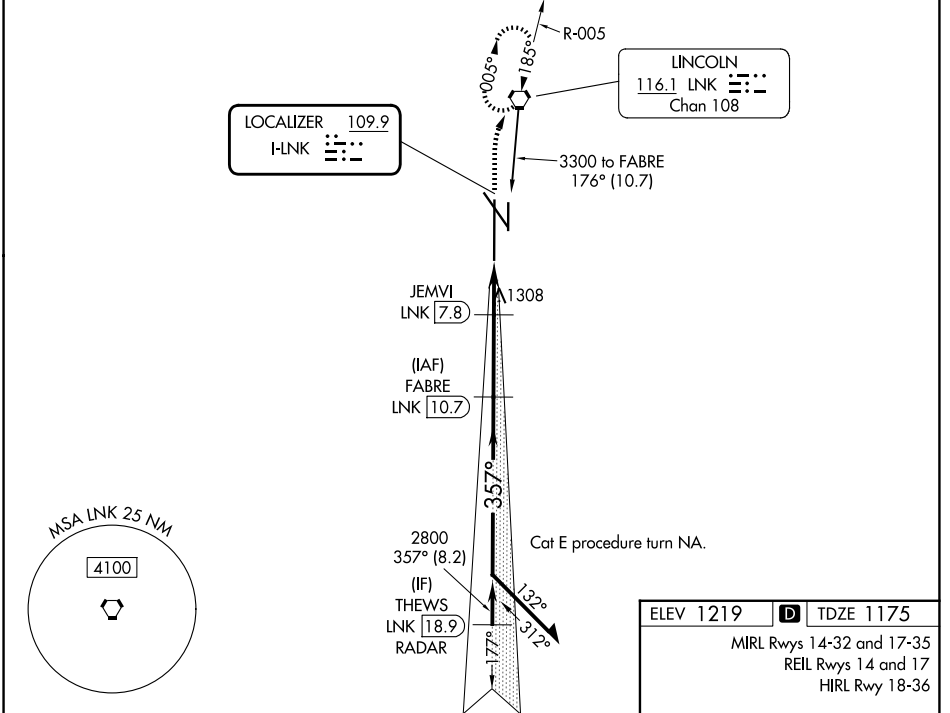 R-005
005°
185°
LINCOLN
116.1 LNK
Chan 108
LOCALIZER 109.9
I-LNK
3300 to FABRE
176° (10.7)
JEMVI
LNK 7.8
1308
(IAF)
FABRE
LNK 10.7
357°
MSA LNK 25 NM
4100
2800
357° (8.2)
Cat E procedure turn NA.
(IF)
THEWS
LNK 18.9
RADAR
132°
312°
177°
ELEV 1219 D TDZE 1175
MIRL Rwys 14-32 and 17-35
REIL Rwys 14 and 17
HIRL Rwy 18-36